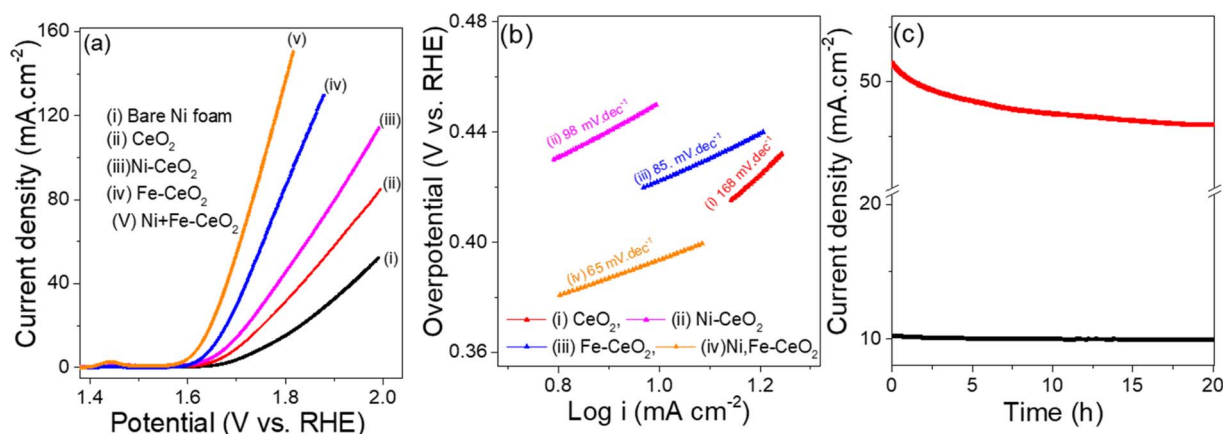 (a)
Current density (mA.cm-2)
160
120
80
40
0
1.4
1.6
1.8
2.0
Potential (V vs. RHE)
(v)
(iv)
(iii)
(ii)
(i)
(i) Bare Ni foam
(ii) CeO2
(iii)Ni-CeO2
(iv) Fe-CeO2
(V) Ni+Fe-CeO2
(b)
Overpotential (V vs. RHE)
0.48
0.44
0.40
0.36
0.8
1.0
1.2
Log i (mA cm-2)
(ii) 98 mV.dec-1
(iii) 85. mV.dec-1
(i) 168 mV.dec-1
(iv) 65 mV.dec-1
(i) CeO2, (ii) Ni-CeO2
(iii) Fe-CeO2, (iv)Ni,Fe-CeO2
(c)
Current density (mA.cm-2)
50
20
10
0
5
10
15
20
Time (h)